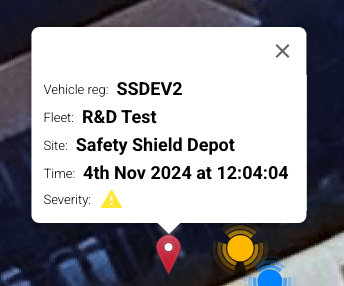 Vehicle reg: SSDEV2
Fleet: R&D Test
Site: Safety Shield Depot
Time: 4th Nov 2024 at 12:04:04
Severity: